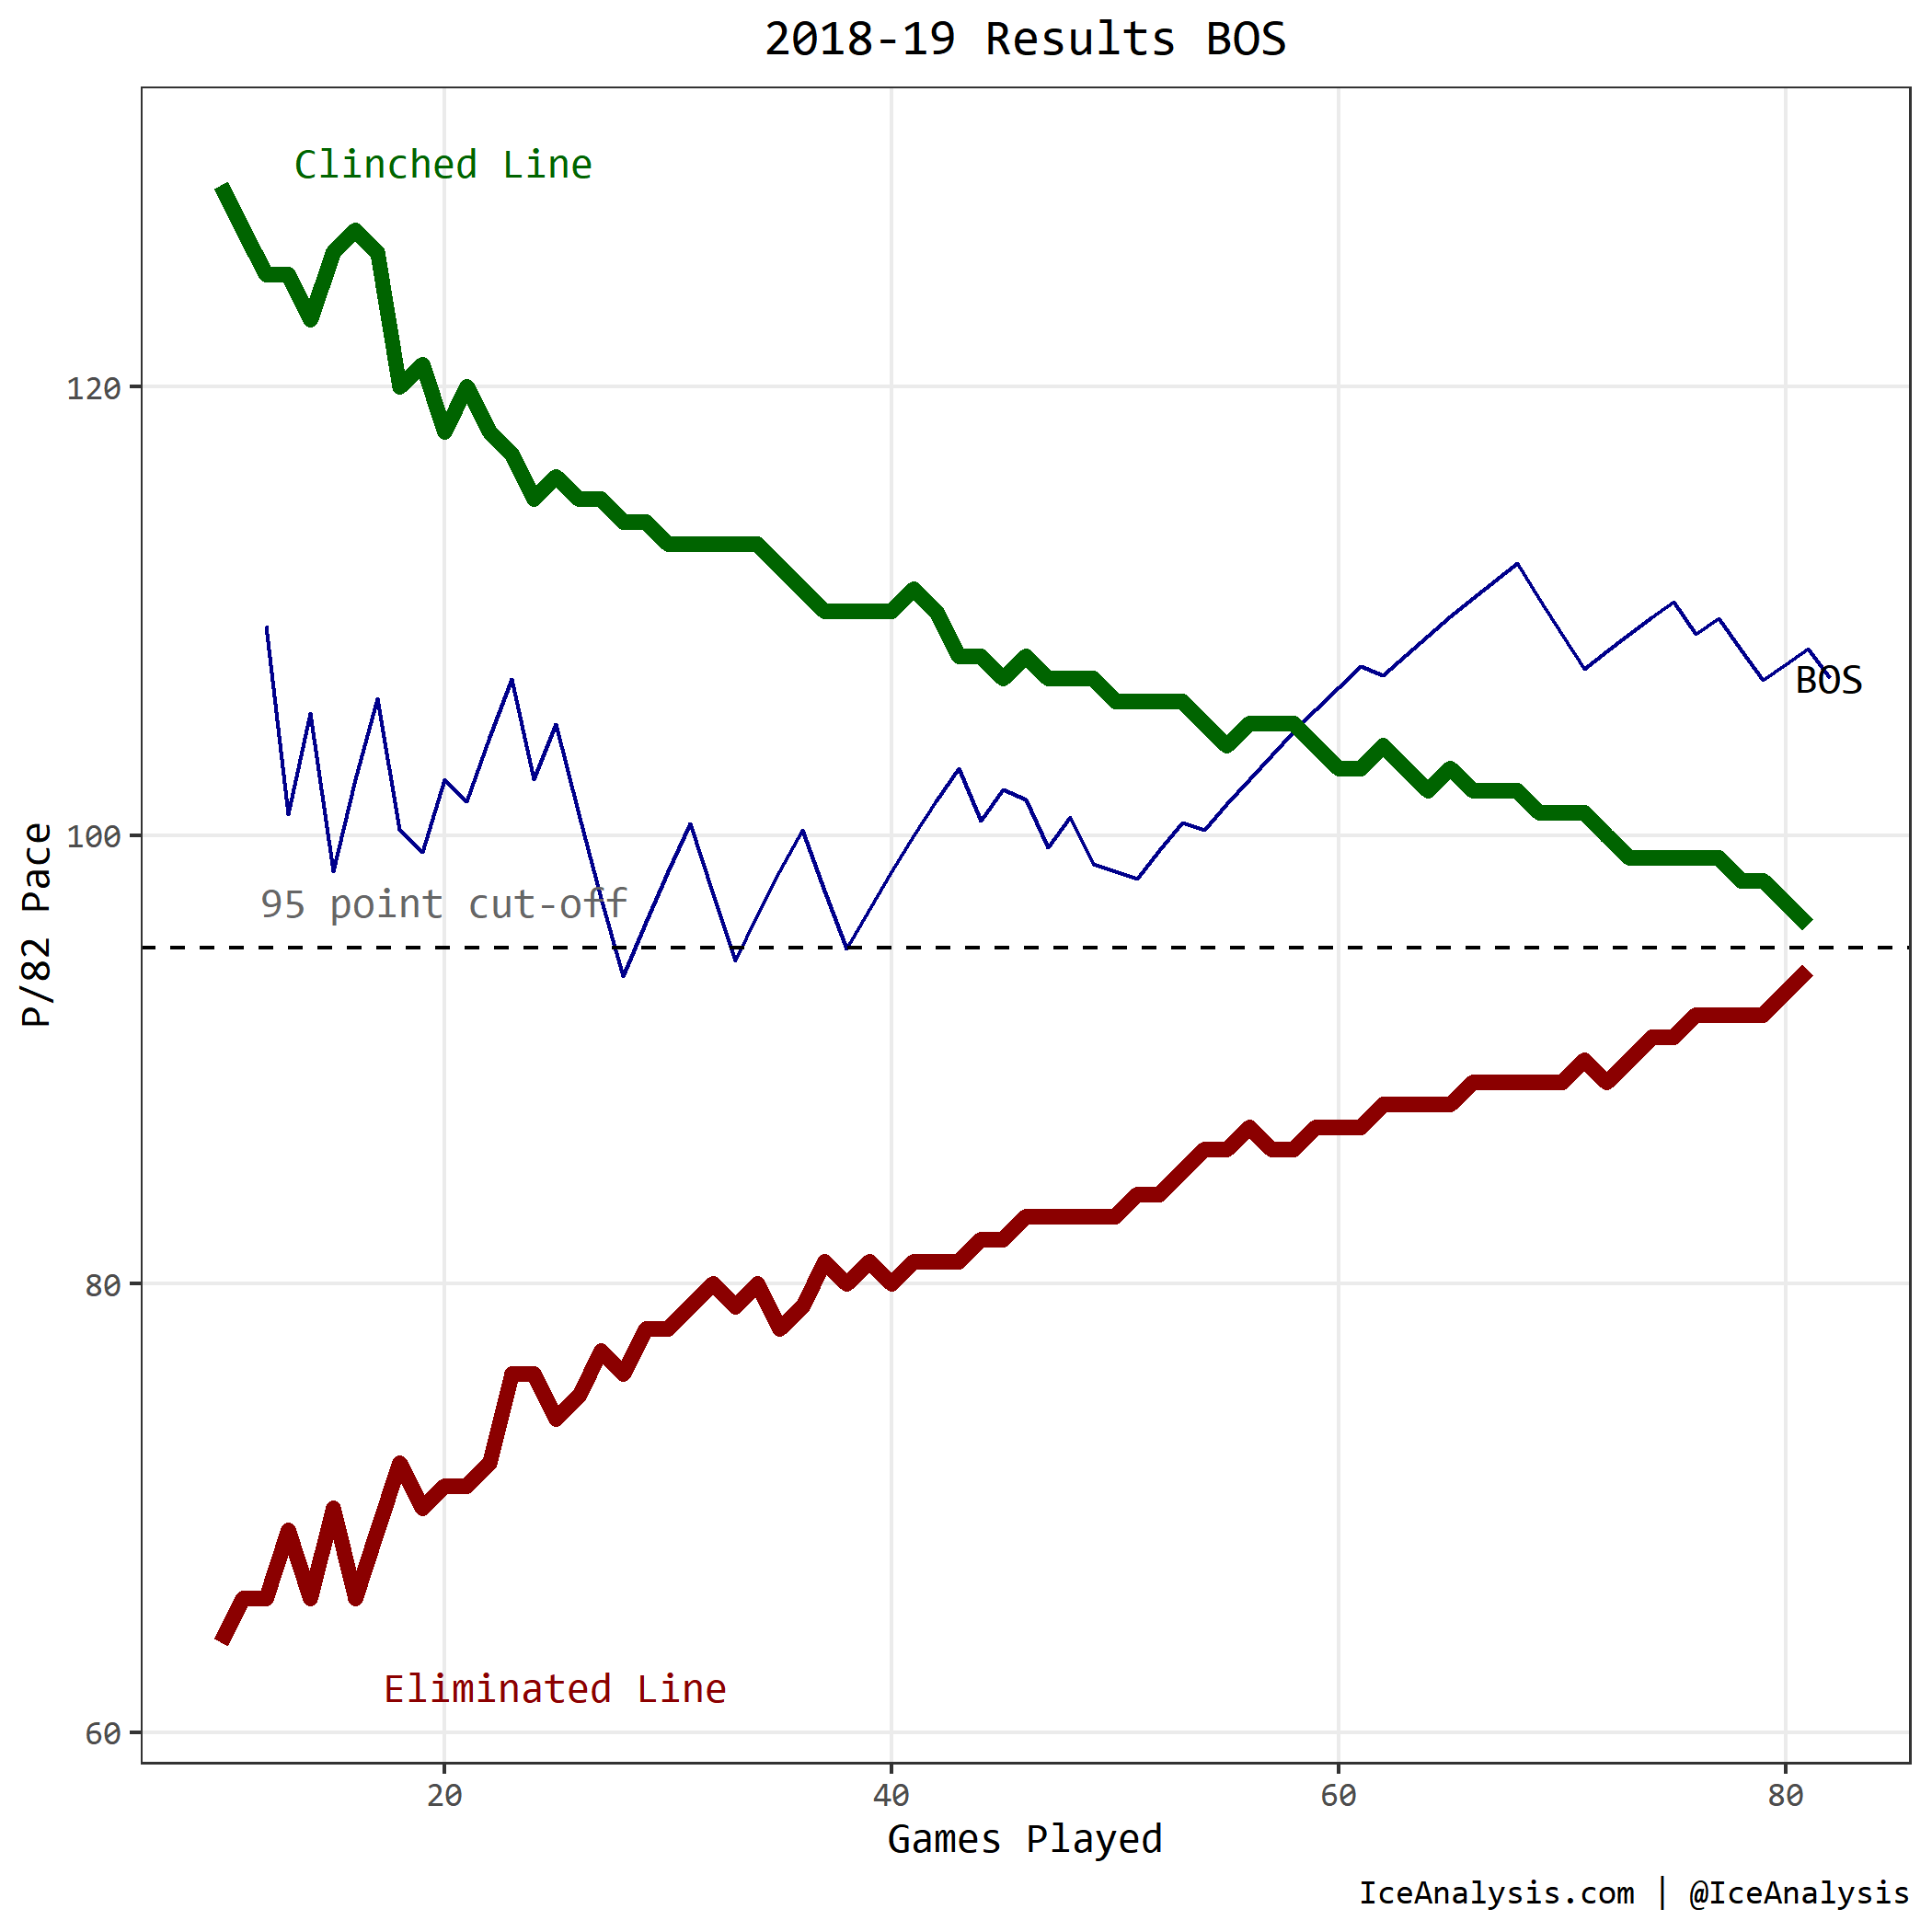 2018-19 Results BOS
Clinched Line
120
BOS
100
95 point cut-off
P/82 Pace
80
Eliminated Line
60
20 40 60 80
Games Played
IceAnalysis.com | @IceAnalysis